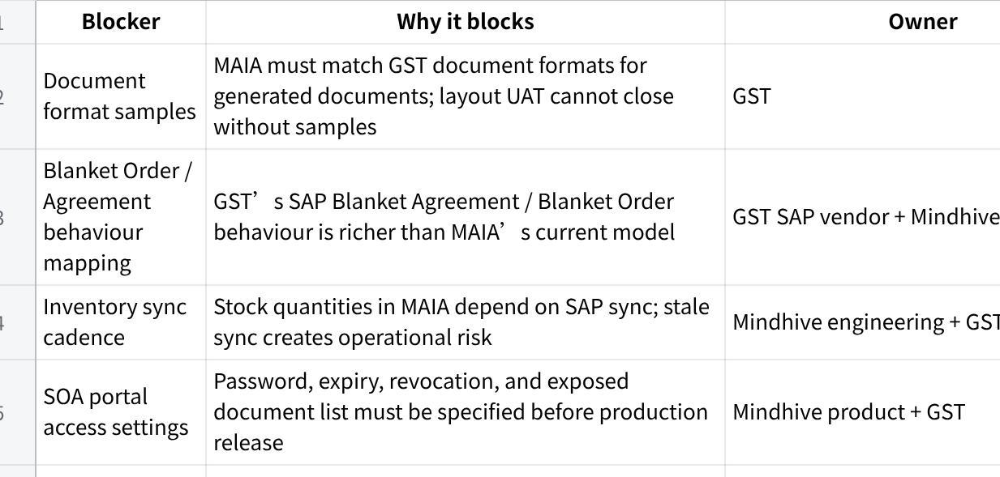 1 Blocker Why it blocks Owner
2
Document
format samples
MAIA must match GST document formats for
generated documents; layout UAT cannot close
without samples
GST
3
Blanket Order /
Agreement
behaviour
mapping
GST’s SAP Blanket Agreement / Blanket Order
behaviour is richer than MAIA’s current model
GST SAP vendor + Mindhive
4
Inventory sync
cadence
Stock quantities in MAIA depend on SAP sync; stale
sync creates operational risk
Mindhive engineering + GST
5
SOA portal
access settings
Password, expiry, revocation, and exposed
document list must be specified before production
release
Mindhive product + GST